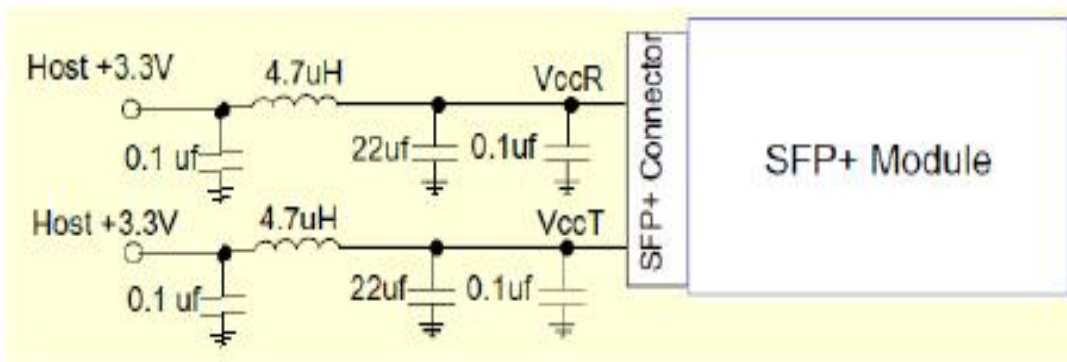 Host +3.3V
4.7uH
VccR
0.1 uf
22uf
0.1uf
Host +3.3V
4.7uH
VccT
0.1 uf
22uf
0.1uf
SFP+ Connector
SFP+ Module